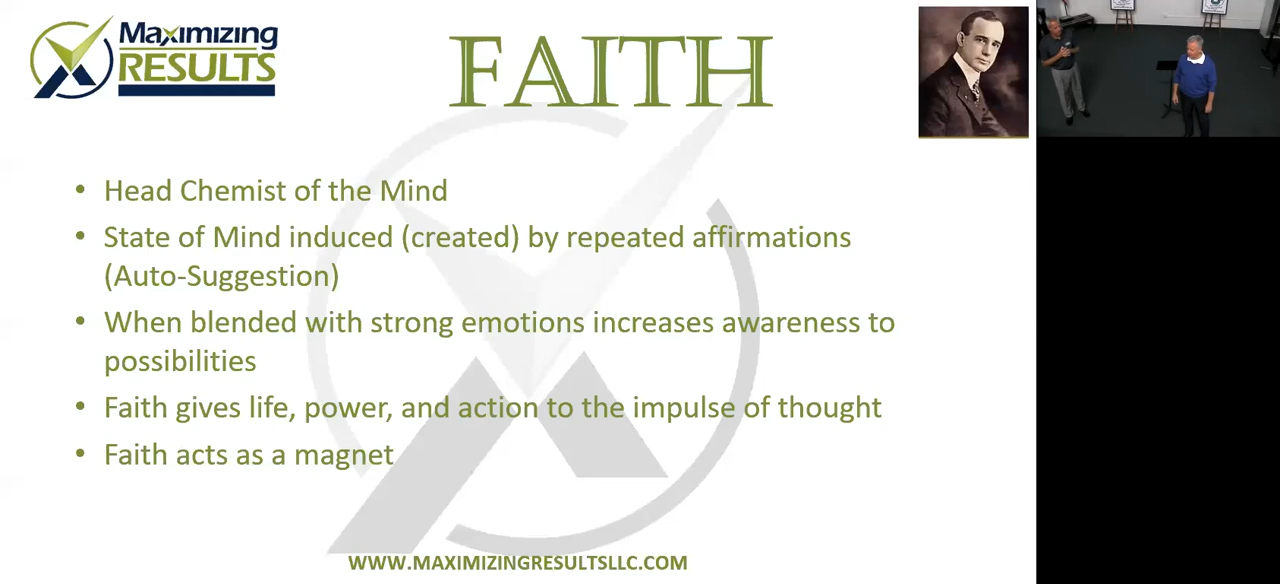 Maximizing
RESULTS
FAITH
• Head Chemist of the Mind
• State of Mind induced (created) by repeated affirmations
(Auto-Suggestion)
• When blended with strong emotions increases awareness to
possibilities
• Faith gives life, power, and action to the impulse of thought
• Faith acts as a magnet
WWW.MAXIMIZINGRESULTSLLC.COM